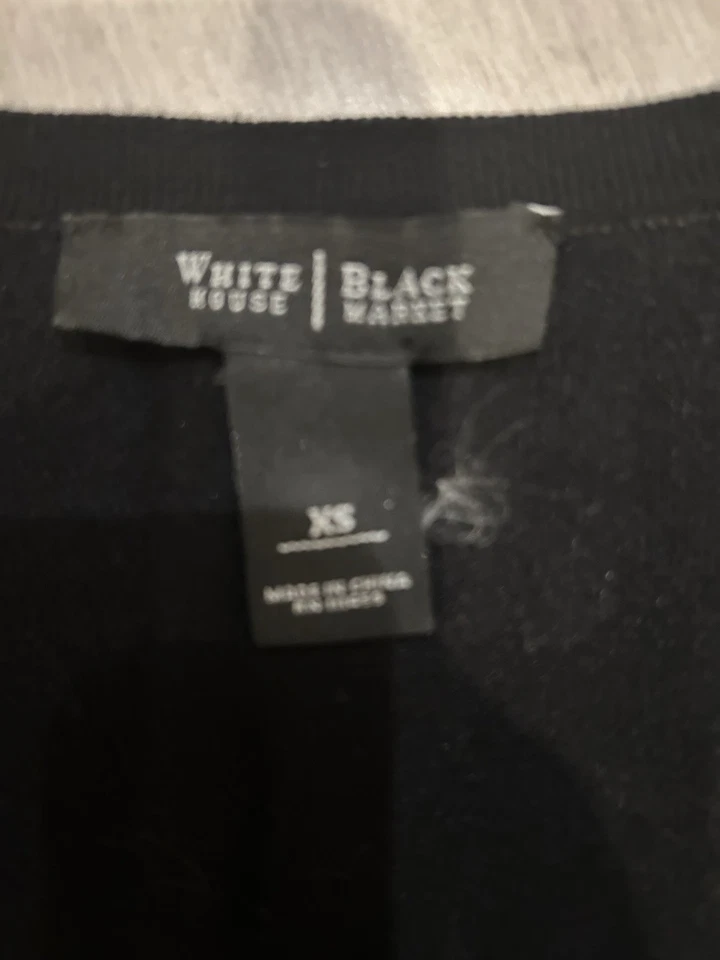 WHITE | BLACK
HOUSE MARKET
XS
MADE IN CHINA